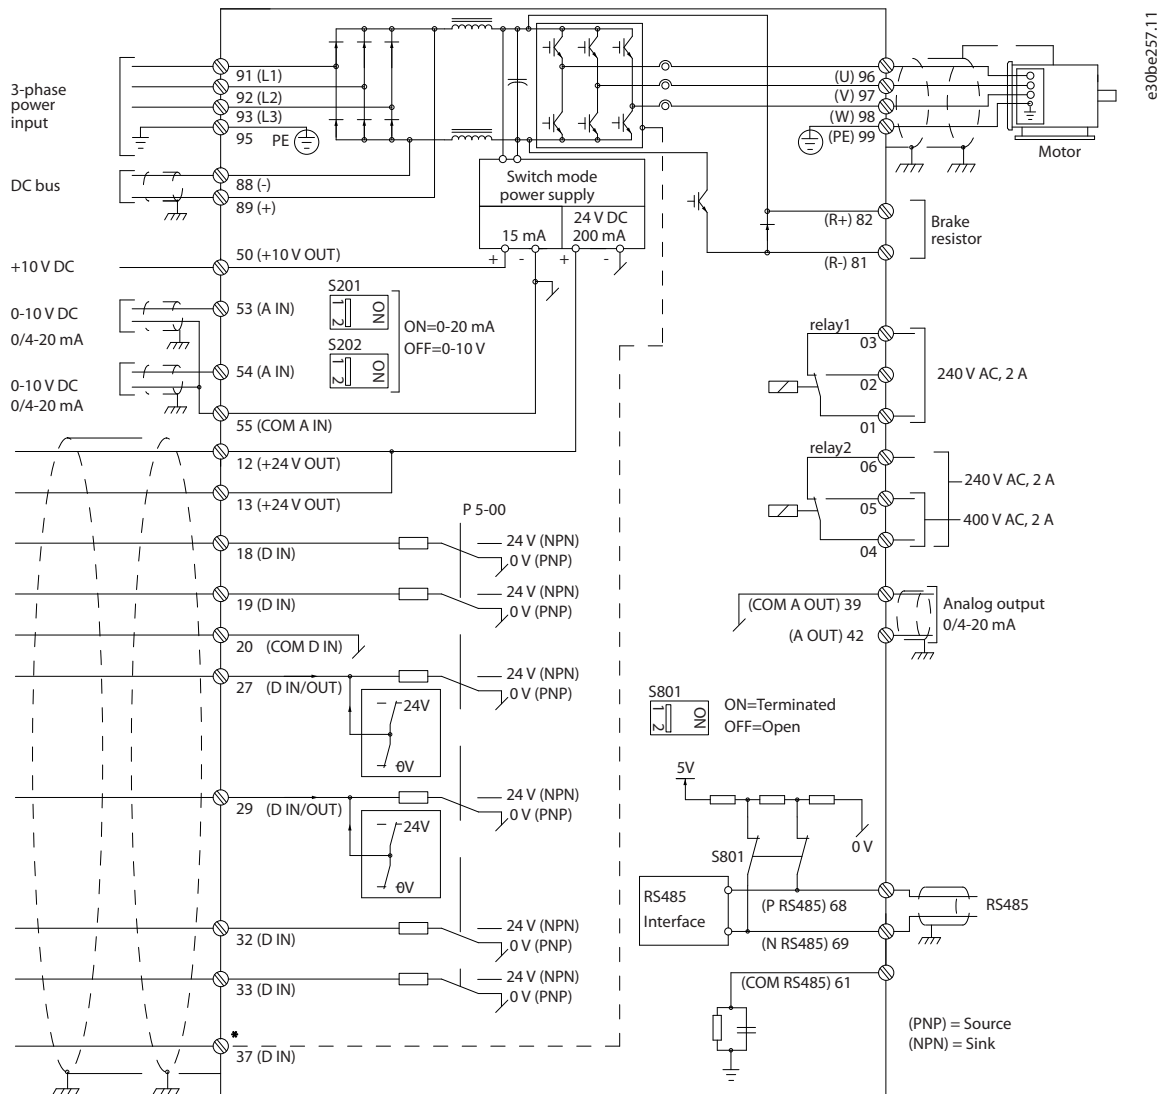 e30be257.11
3-phase
power
input
91 (L1)
92 (L2)
93 (L3)
95
PE
DC bus
88 (-)
89 (+)
+10 V DC
50 (+10 V OUT)
0-10 V DC
0/4-20 mA
53 (A IN)
0-10 V DC
0/4-20 mA
54 (A IN)
55 (COM A IN)
12 (+24 V OUT)
13 (+24 V OUT)
18 (D IN)
19 (D IN)
20 (COM D IN)
27 (D IN/OUT)
29 (D IN/OUT)
32 (D IN)
33 (D IN)
*
37 (D IN)
S201
1 2
ON
S202
1 2
ON
ON=0-20 mA
OFF=0-10 V
Switch mode
power supply
15 mA
24 V DC
200 mA
+ - + -
P 5-00
24 V (NPN)
0 V (PNP)
24 V (NPN)
0 V (PNP)
24 V (NPN)
0 V (PNP)
24V
0V
24 V (NPN)
0 V (PNP)
24V
0V
24 V (NPN)
0 V (PNP)
24 V (NPN)
0 V (PNP)
(U) 96
(V) 97
(W) 98
(PE) 99
Motor
(R+) 82
(R-) 81
Brake
resistor
relay1
03
02
01
240 V AC, 2 A
relay2
06
05
04
240 V AC, 2 A
400 V AC, 2 A
(COM A OUT) 39
(A OUT) 42
Analog output
0/4-20 mA
S801
1 2
ON
ON=Terminated
OFF=Open
5V
0 V
S801
RS485
Interface
(P RS485) 68
(N RS485) 69
RS485
(COM RS485) 61
(PNP) = Source
(NPN) = Sink